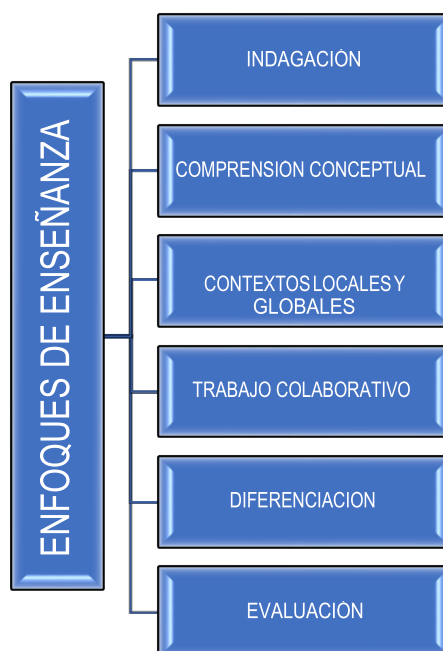 ENFOQUES DE ENSEÑANZA
INDAGACIÓN
COMPRENSION CONCEPTUAL
CONTEXTOS LOCALES Y
GLOBALES
TRABAJO COLABORATIVO
DIFERENCIACION
EVALUACIÓN